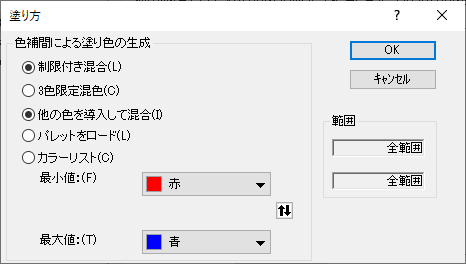 塗り方
?
色補間による塗り色の生成
OK
制限付き混合(L)
キャンセル
3色限定混色(C)
他の色を導入して混合(I)
範囲
パレットをロード(L)
全範囲
カラーリスト(C)
最小値:(F) 赤
全範囲
最大値:(T) 青